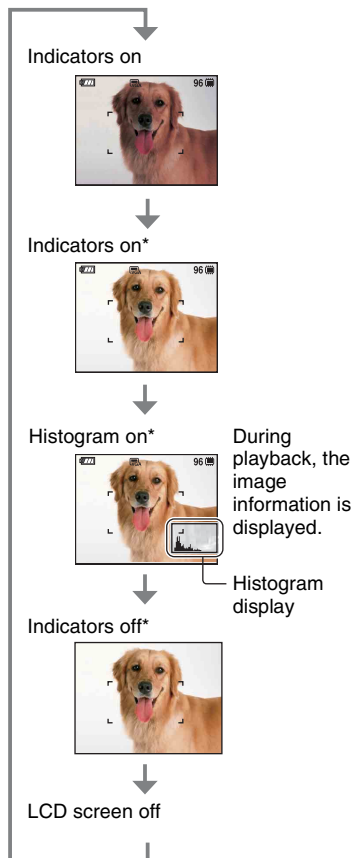 Indicators on
96
Indicators on*
96
Histogram on*
During
playback, the
image
information is
displayed.
96
Histogram
display
Indicators off*
LCD screen off